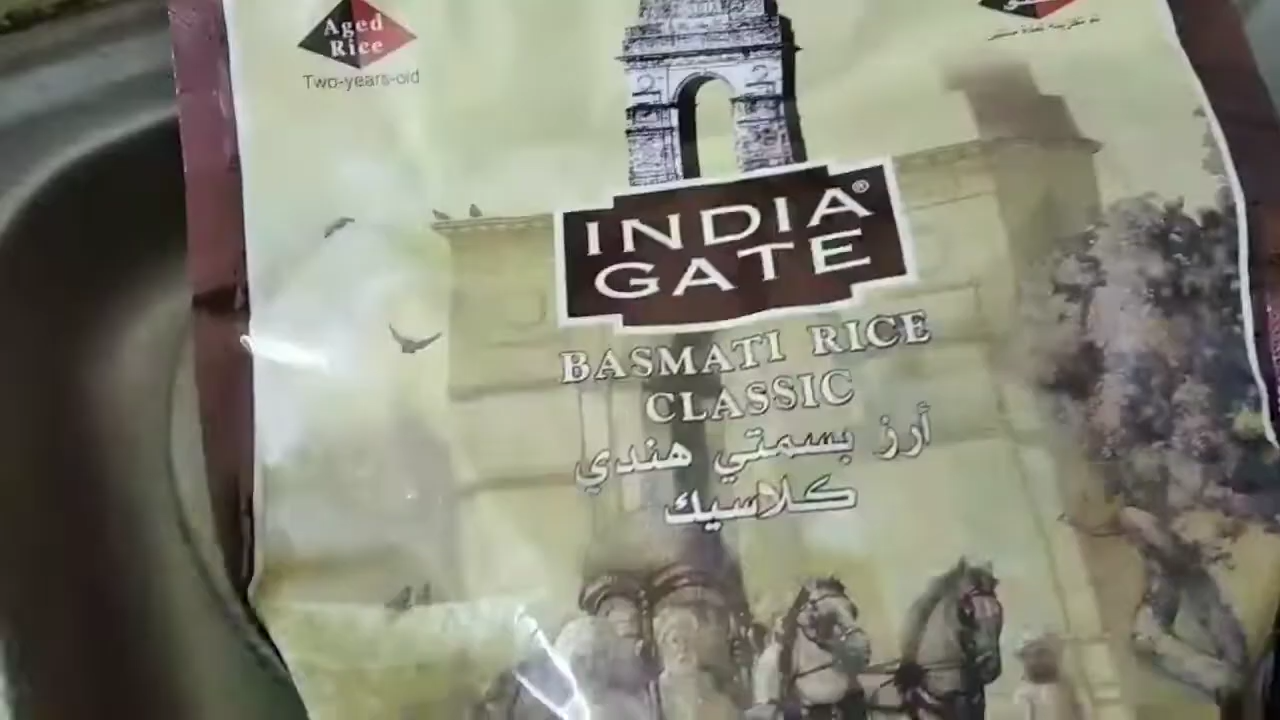 Aged
Rice
Two-years-old
INDIA®
GATE
BASMATI RICE
CLASSIC
أرز بسمتي هندي
كلاسيك